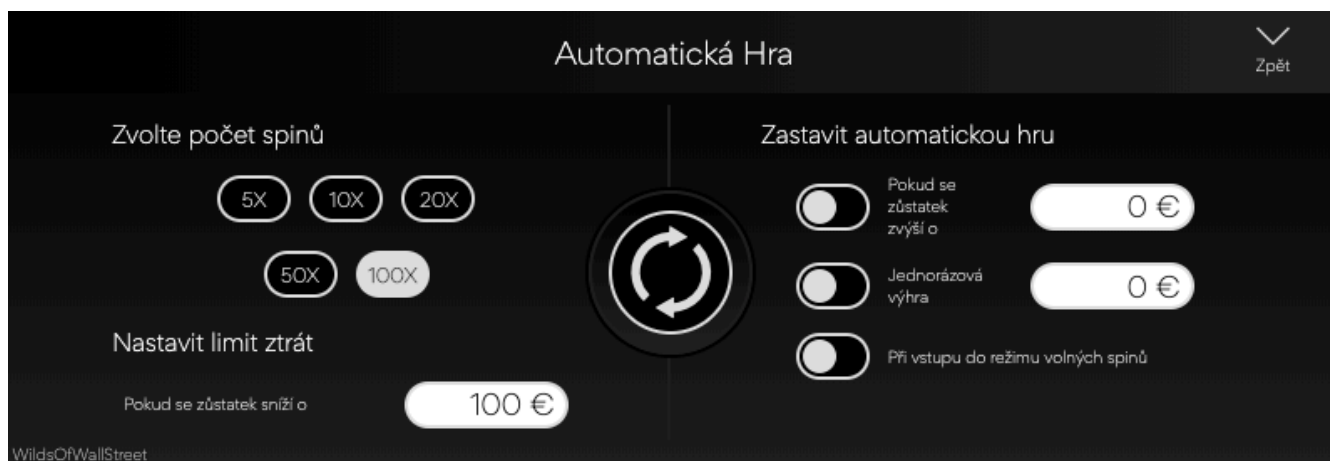 Automatická Hra
Zpět
Zvolte počet spinů
5X 10X 20X
50X 100X
Nastavit limit ztrát
Pokud se zůstatek sníží o 100 €
Zastavit automatickou hru
Pokud se
zůstatek
zvýší o
0 €
Jednorázová
výhra
0 €
Při vstupu do režimu volných spinů
WildsOfWallStreet